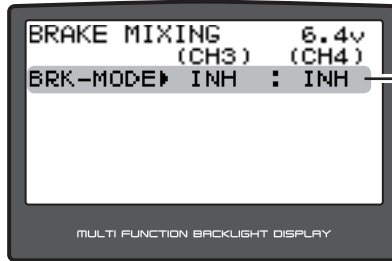 BRAKE MIXING 6.4v
(CH3) (CH4)
BRK-MODE▶ INH : INH
MULTI FUNCTION BACKLIGHT DISPLAY